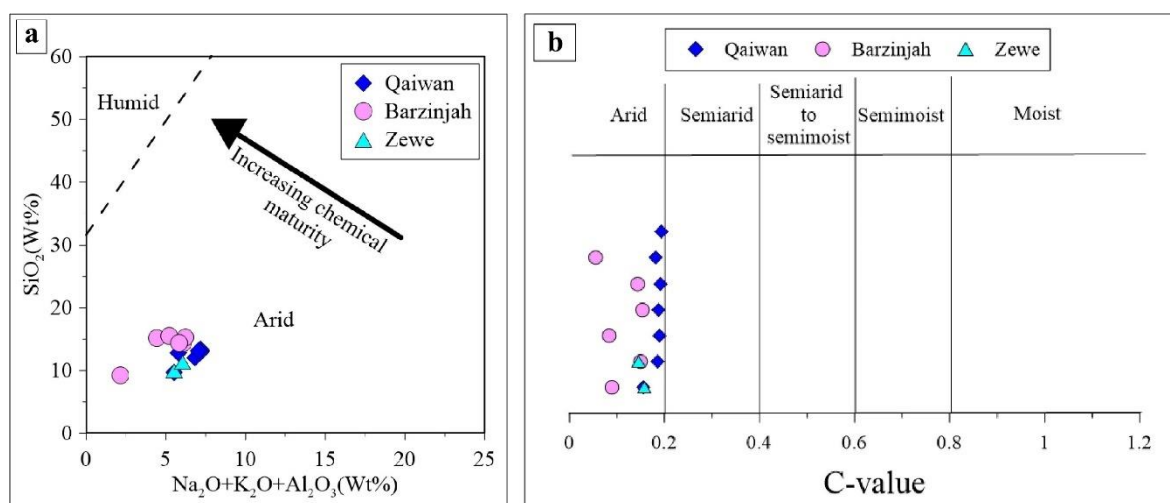 a
60
50
40
30
20
10
0
SiO₂(Wt%)
Humid
Qaiwan
Barzinjah
Zewe
Increasing chemical
maturity
Arid
0 5 10 15 20 25
Na₂O+K₂O+Al₂O₃(Wt%)
b
Qaiwan Barzinjah Zewe
Arid
Semiarid
Semiarid
to
semimoist
Semimoist
Moist
0 0.2 0.4 0.6 0.8 1 1.2
C-value